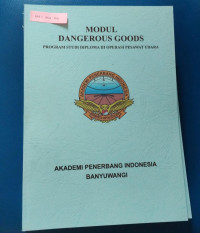 MODUL
DANGEROUS GOODS
PROGRAM STUDI DIPLOMA III OPERASI PESAWAT UDARA
AKADEMI PENERBANG INDONESIA
BANYUWANGI